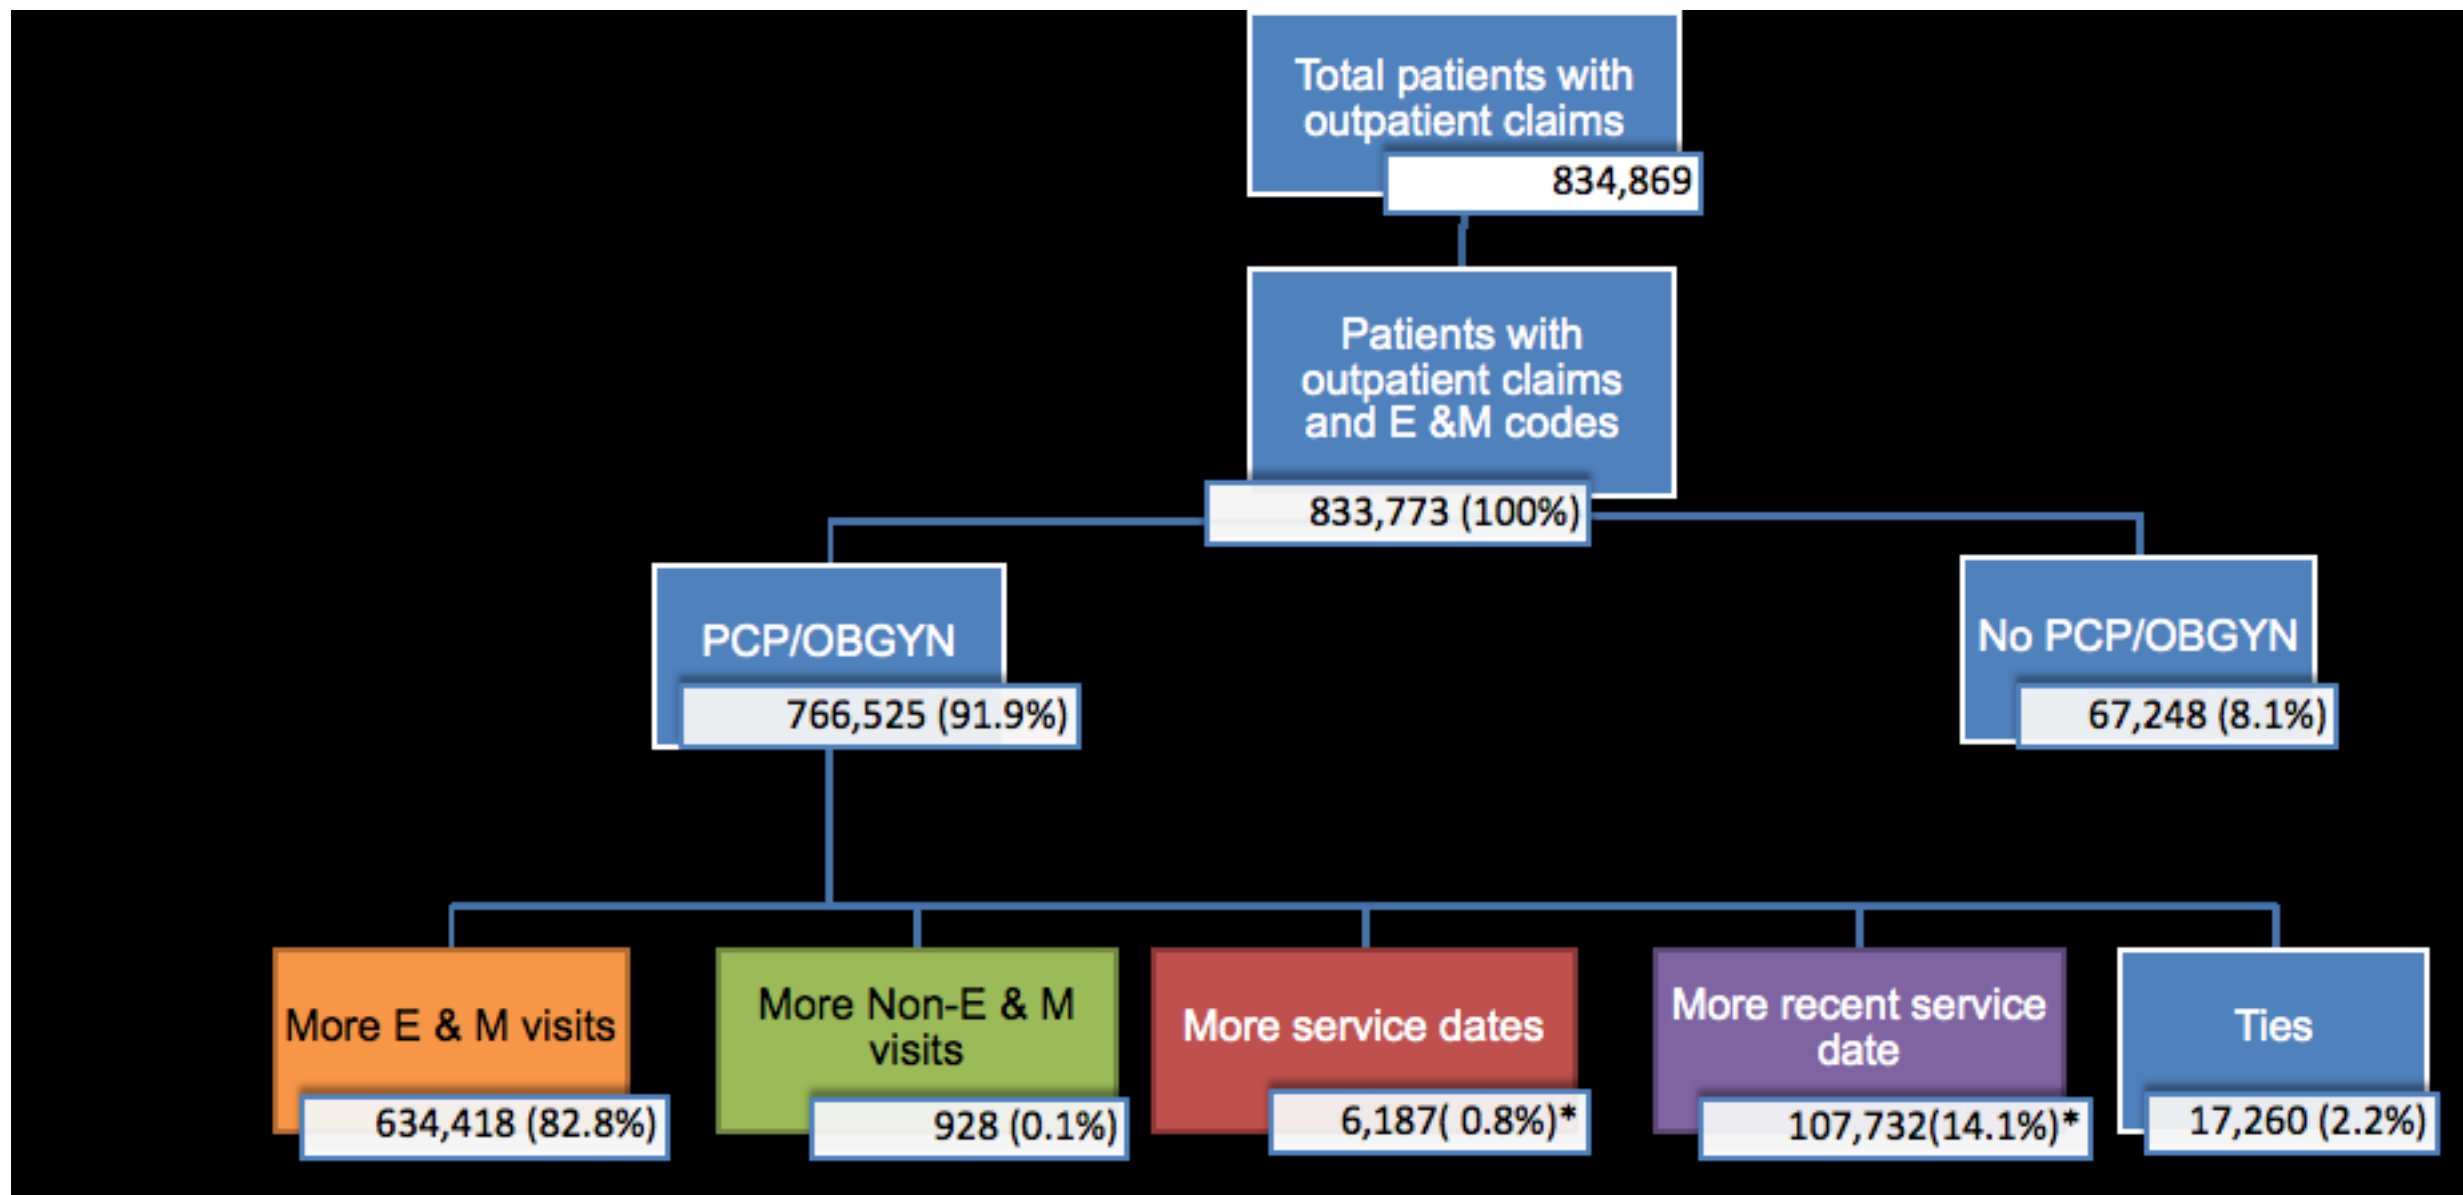 Total patients with
outpatient claims
834,869
Patients with
outpatient claims
and E &M codes
833,773 (100%)
PCP/OBGYN
766,525 (91.9%)
No PCP/OBGYN
67,248 (8.1%)
More E & M visits
634,418 (82.8%)
More Non-E & M
visits
928 (0.1%)
More service dates
6,187( 0.8%)*
More recent service
date
107,732(14.1%)*
Ties
17,260 (2.2%)